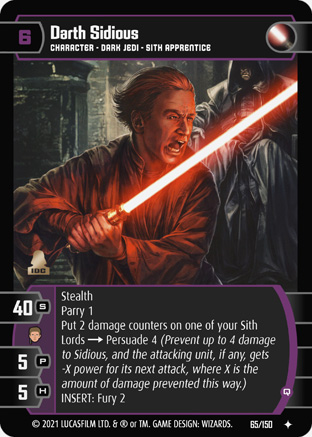 6
Darth Sidious
CHARACTER • DARK JEDI • SITH APPRENTICE
IDC
40 S
5 P
5 H
Stealth
Parry 1
Put 2 damage counters on one of your Sith
Lords → Persuade 4 (Prevent up to 4 damage
to Sidious, and the attacking unit, if any, gets
-X power for its next attack, where X is the
amount of damage prevented this way.)
INSERT: Fury 2
Q
© 2021 LUCASFILM LTD. & ® or TM. GAME DESIGN: WIZARDS.
65/150